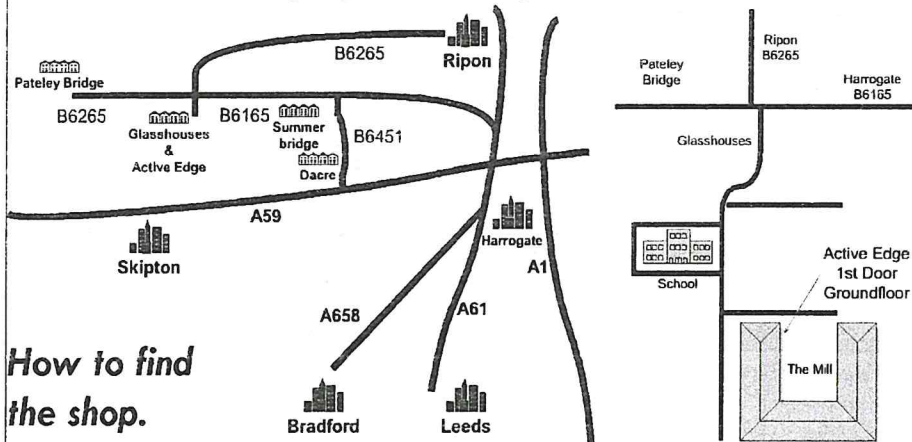 B6265
Ripon
Pateley Bridge
B6265
Glasshouses
&
Active Edge
B6165
Summer
bridge
B6451
Dacre
A59
Skipton
Harrogate
A1
A658
A61
Bradford
Leeds
How to find
the shop.
Pateley
Bridge
Ripon
B6265
Harrogate
B6165
Glasshouses
School
Active Edge
1st Door
Groundfloor
The Mill